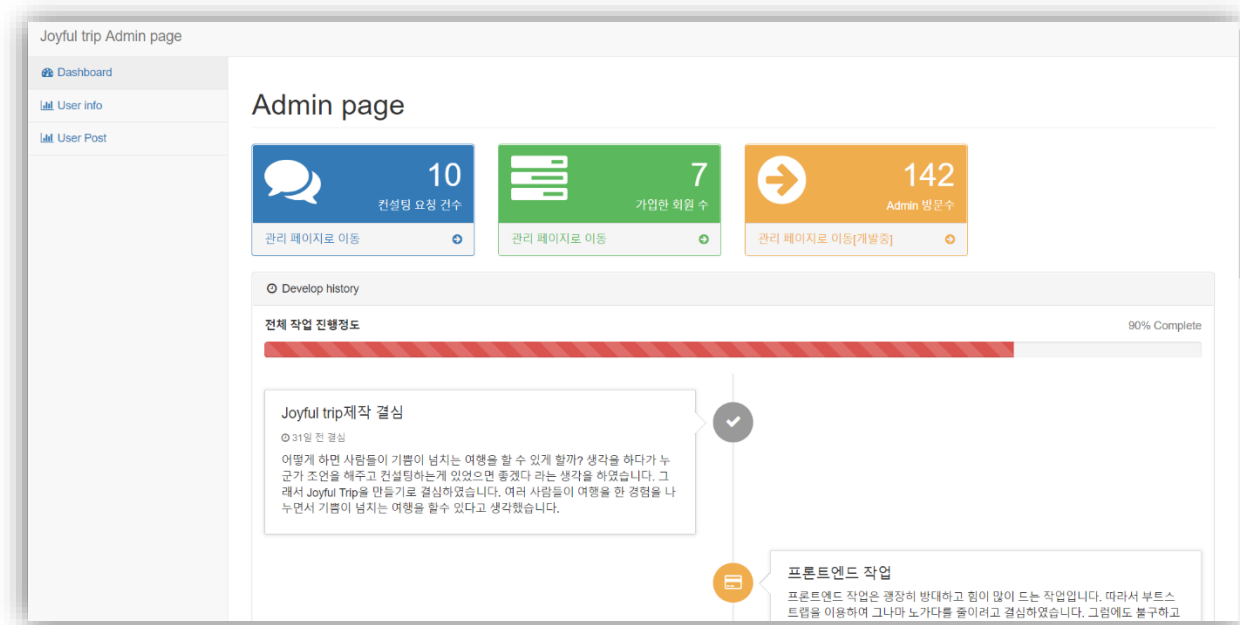 Joyful trip Admin page
Dashboard
User info
User Post
Admin page
10
컨설팅 요청 건수
관리 페이지로 이동
7
가입한 회원 수
관리 페이지로 이동
142
Admin 방문수
관리 페이지로 이동[개발중]
Develop history
전체 작업 진행정도
90% Complete
Joyful trip제작 결심
31일 전 결심
어떻게 하면 사람들이 기쁨이 넘치는 여행을 할 수 있게 할까? 생각을 하다가 누
군가 조언을 해주고 컨설팅하는게 있었으면 좋겠다 라는 생각을 하였습니다. 그
래서 Joyful Trip을 만들기로 결심하였습니다. 여러 사람들이 여행을 한 경험을 나
누면서 기쁨이 넘치는 여행을 할수 있다고 생각했습니다.
프론트엔드 작업
프론트엔드 작업은 굉장히 방대하고 힘이 많이 드는 작업입니다. 따라서 부트스
트랩을 이용하여 그나마 노가다를 줄이려고 결심하였습니다. 그럼에도 불구하고